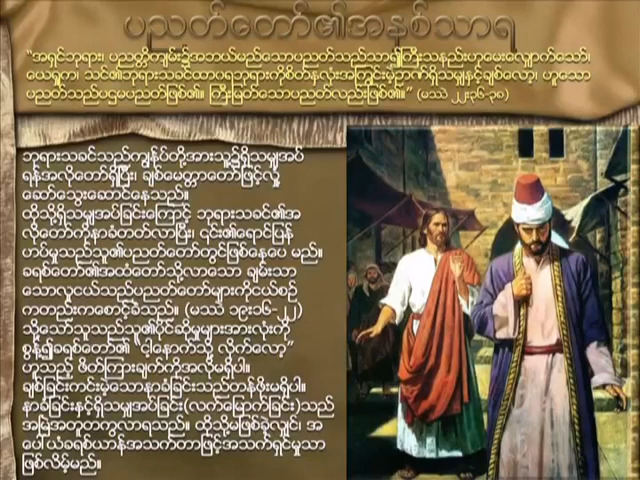 ပညတ်တော်၏အနှစ်သာရ
“အရှင်ဘုရား၊ ပညတ္တိကျမ်း၌အဘယ်မည်သောပညတ်သည်သာ၍ကြီးသနည်းဟုမေးလျှောက်သော်၊
ယေရှုက၊ သင်၏ဘုရားသခင်ထာဝရဘုရားကိုစိတ်နှလုံးအကြွင်းမဲ့ဉာဏ်ရှိသမျှနှင့်ချစ်လော့၊ ဟူသော
ပညတ်သည်ပဌမပညတ်ဖြစ်၏။ ကြီးမြတ်သောပညတ်လည်းဖြစ်၏။” (မဿဲ ၂၂း၃၆-၃၈)
ဘုရားသခင်သည်ကျွန်ုပ်တို့အားသူ့၌ရှိသမျှအပ်
ရန်အလိုတော်ရှိပြီး၊ ချစ်မေတ္တာတော်ဖြင့်လှုံ့
ဆော်သွေးဆောင်နေသည်။
ထိုသို့ရှိသမျှအပ်ခြင်းကြောင့် ဘုရားသခင်၏အ
လိုတော်ကိုနာခံတတ်လာပြီး၊ ၎င်း၏ရောင်ပြန်
ဟပ်မှုသည်သူ၏ပညတ်တော်တွင်ဖြစ်နေပေ မည်။
ခရစ်တော်၏အထံတော်သို့လာသော ချမ်းသာ
သောလူငယ်သည်ပညတ်တော်များကိုငယ်စဉ်
ကတည်းကစောင့်ခဲ့သည်။ (မဿဲ ၁၉း၁၆-၂၂)
သို့သော်သူသည်သူ၏ပိုင်ဆိုမှုများအားလုံးကို
စွန့်၍ခရစ်တော်၏ “ငါ့နောက်သို့ လိုက်လော့”
ဟူသည့် ဖိတ်ကြားချက်ကိုအလိုမရှိပါ။
ချစ်ခြင်းကင်းမဲ့သောနာခံခြင်းသည်တန်ဖိုးမရှိပါ။
နာခံခြင်းနှင့်ရှိသမျှအပ်ခြင်း(လက်မြှောက်ခြင်း)သည်
အမြဲအတူတကွလာရသည်။ ထိုသို့မဖြစ်ခဲ့လျှင်၊ အ
ပေါ်ယံခရစ်ယာန်အသက်တာဖြင့်အသက်ရှင်မှုသာ
ဖြစ်လိမ့်မည်။